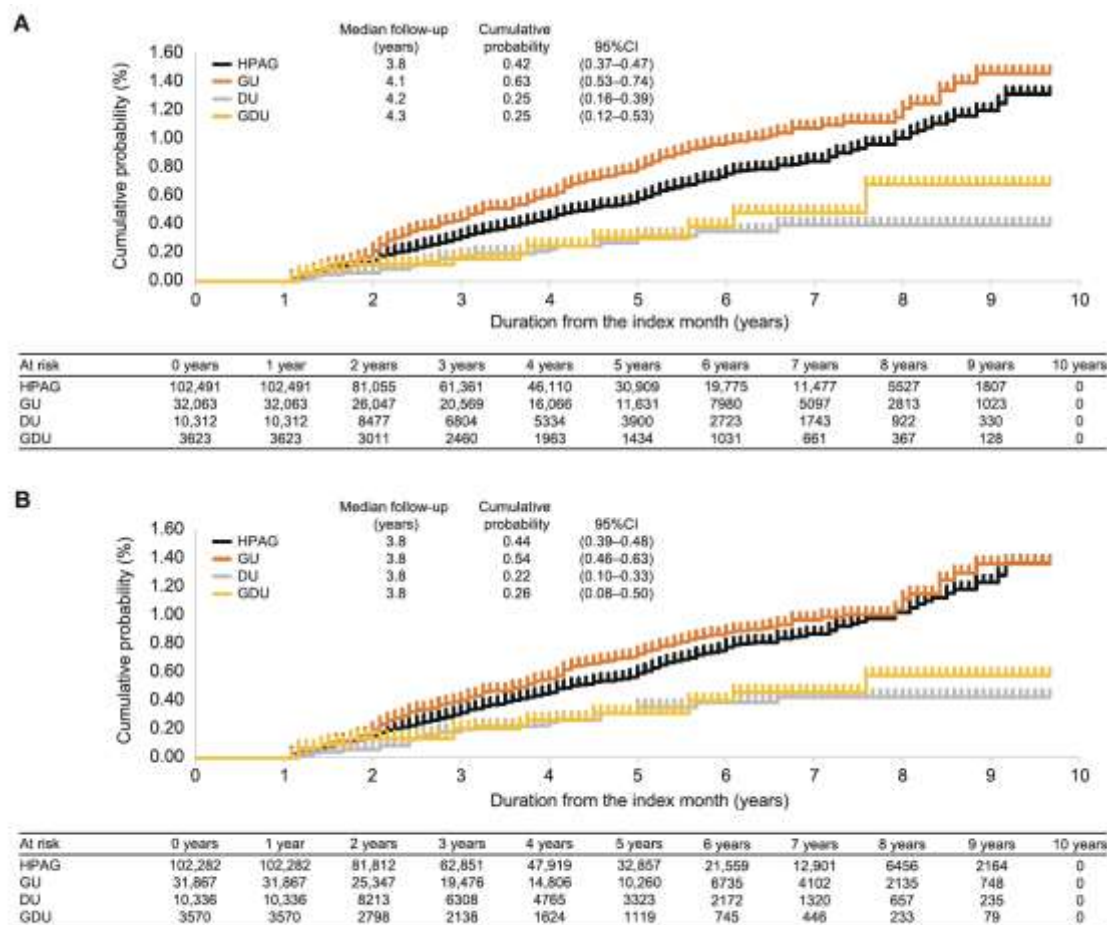 A
Median follow-up Cumulative
(years) probability 95%CI
HPAG 3.8 0.42 (0.37–0.47)
GU 4.1 0.63 (0.53–0.74)
DU 4.2 0.25 (0.16–0.39)
GDU 4.3 0.25 (0.12–0.53)
Cumulative probability (%)
1.60
1.40
1.20
1.00
0.80
0.60
0.40
0.20
0.00
0 1 2 3 4 5 6 7 8 9 10
Duration from the index month (years)
At risk 0 years 1 year 2 years 3 years 4 years 5 years 6 years 7 years 8 years 9 years 10 years
HPAG 102,491 102,491 81,055 61,361 46,110 30,909 19,775 11,477 5527 1807 0
GU 32,063 32,063 26,047 20,569 16,066 11,631 7980 5097 2813 1023 0
DU 10,312 10,312 8477 6804 5334 3900 2723 1743 922 330 0
GDU 3623 3623 3011 2460 1963 1434 1031 661 367 128 0
B
Median follow-up Cumulative
(years) probability 95%CI
HPAG 3.8 0.44 (0.39–0.48)
GU 3.8 0.54 (0.46–0.63)
DU 3.8 0.22 (0.10–0.33)
GDU 3.8 0.26 (0.08–0.50)
Cumulative probability (%)
1.60
1.40
1.20
1.00
0.80
0.60
0.40
0.20
0.00
0 1 2 3 4 5 6 7 8 9 10
Duration from the index month (years)
At risk 0 years 1 year 2 years 3 years 4 years 5 years 6 years 7 years 8 years 9 years 10 years
HPAG 102,282 102,282 81,812 62,851 47,919 32,857 21,559 12,901 6456 2164 0
GU 31,867 31,867 25,347 19,476 14,806 10,260 6735 4102 2135 748 0
DU 10,336 10,336 8213 6308 4765 3323 2172 1320 657 235 0
GDU 3570 3570 2798 2138 1624 1119 745 446 233 79 0